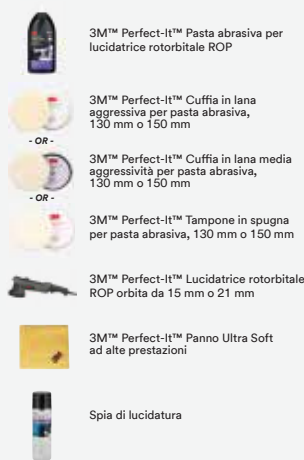 3M™ Perfect-It™ Pasta abrasiva per
lucidatrice rotorbitale ROP
3M™ Perfect-It™ Cuffia in lana
aggressiva per pasta abrasiva,
130 mm o 150 mm
- OR -
3M™ Perfect-It™ Cuffia in lana media
aggressività per pasta abrasiva,
130 mm o 150 mm
- OR -
3M™ Perfect-It™ Tampone in spugna
per pasta abrasiva, 130 mm o 150 mm
3M™ Perfect-It™ Lucidatrice rotorbitale
ROP orbita da 15 mm o 21 mm
3M™ Perfect-It™ Panno Ultra Soft
ad alte prestazioni
Spia di lucidatura